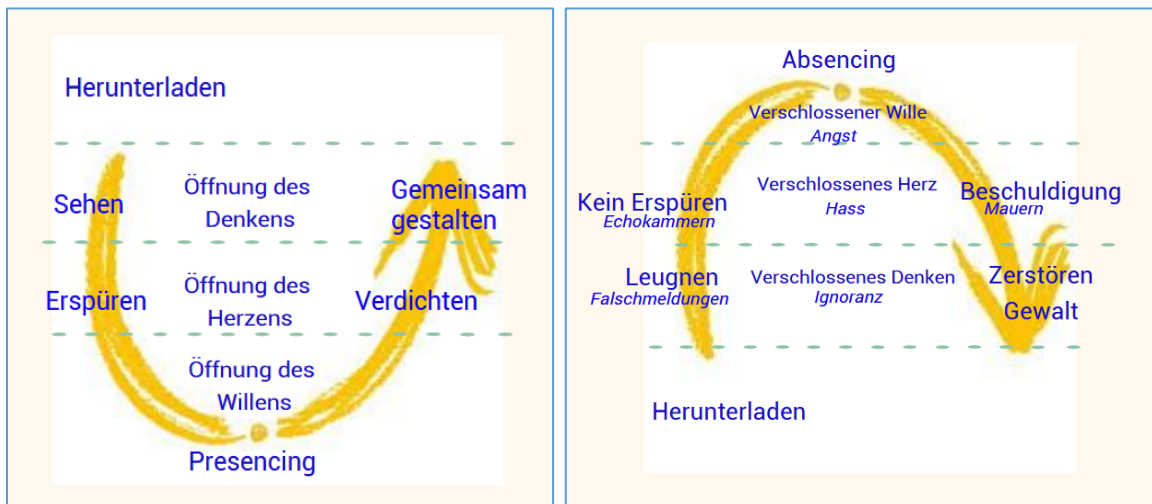 Herunterladen
Sehen
Öffnung des
Denkens
Gemeinsam
gestalten
Erspüren
Öffnung des
Herzens
Verdichten
Öffnung des
Willens
Presencing
Absencing
Verschlossener Wille
Angst
Kein Erspüren
Echokammern
Verschlossenes Herz
Hass
Beschuldigung
Mauern
Leugnen
Falschmeldungen
Verschlossenes Denken
Ignoranz
Zerstören
Gewalt
Herunterladen